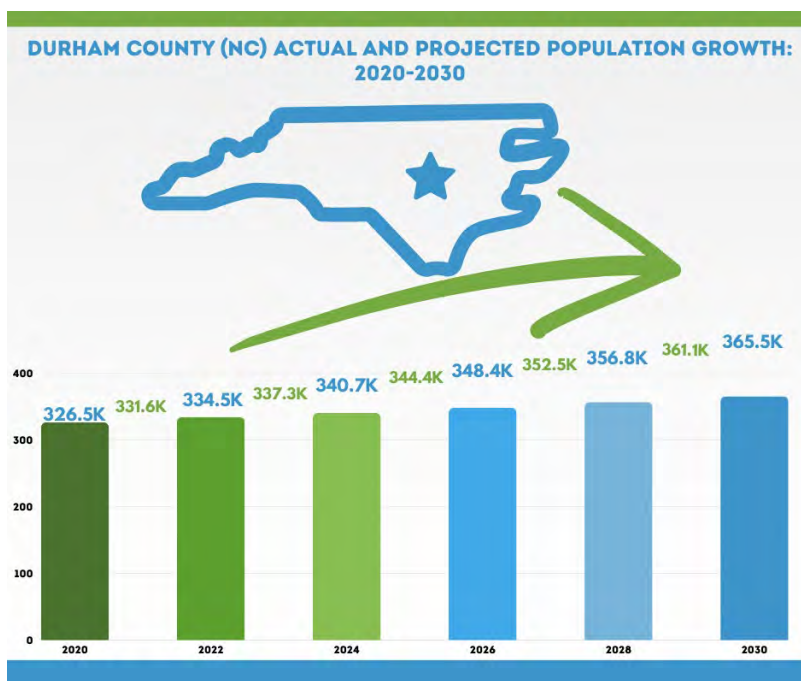 DURHAM COUNTY (NC) ACTUAL AND PROJECTED POPULATION GROWTH:
2020-2030
326.5K
331.6K
334.5K
337.3K
340.7K
344.4K
348.4K
352.5K
356.8K
361.1K
365.5K
400
300
200
100
0
2020
2022
2024
2026
2028
2030